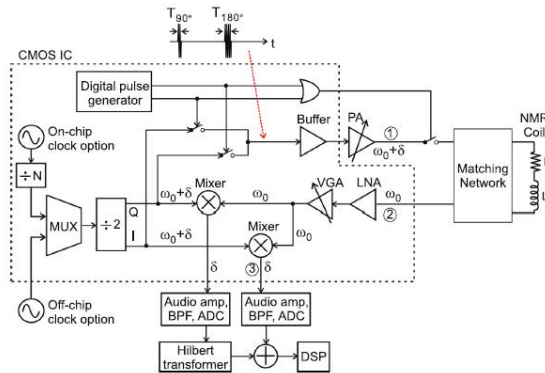 T90° T180°
t
CMOS IC
Digital pulse
generator
Buffer
PA
①
ω0+δ
NMR
Coil
On-chip
clock option
÷N
MUX
÷2
Q
I
ω0+δ
Mixer
ω0
VGA
LNA
ω0
②
Matching
Network
ω0+δ
Mixer
ω0
δ
③
δ
Off-chip
clock option
Audio amp,
BPF, ADC
Audio amp,
BPF, ADC
Hilbert
transformer
DSP